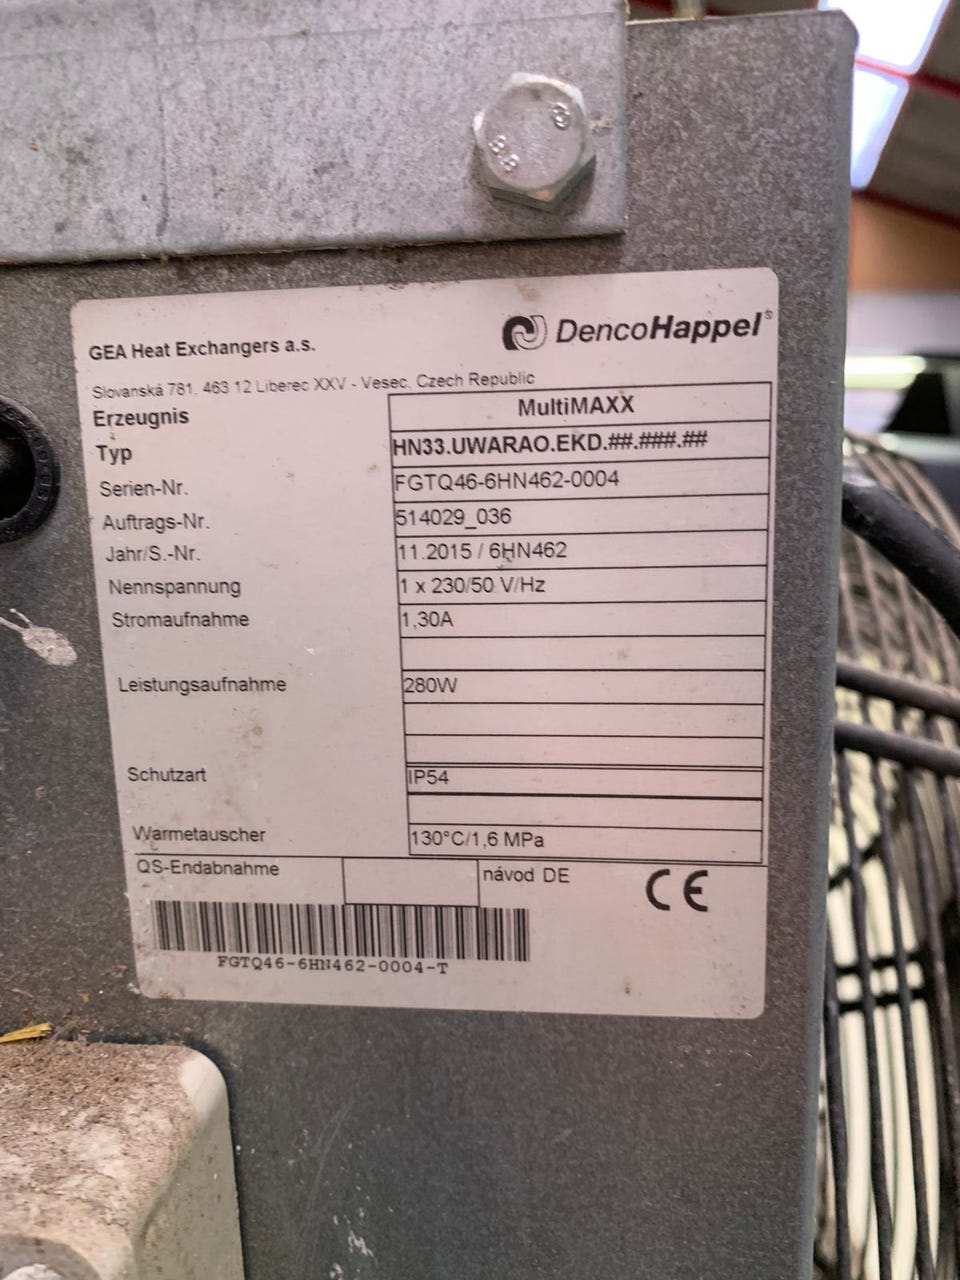 8.8
GEA Heat Exchangers a.s.
DencoHappel®
Slovanská 781, 463 12 Liberec XXV - Vesec, Czech Republic
Erzeugnis MultiMAXX
Typ HN33.UWARAO.EKD.##.###.##
Serien-Nr. FGTQ46-6HN462-0004
Auftrags-Nr. 514029_036
Jahr/S.-Nr. 11.2015 / 6HN462
Nennspannung 1 x 230/50 V/Hz
Stromaufnahme 1,30A
Leistungsaufnahme 280W
Schutzart IP54
Warmetauscher 130°C/1,6 MPa
QS-Endabnahme návod DE CE
FGTQ46-6HN462-0004-T